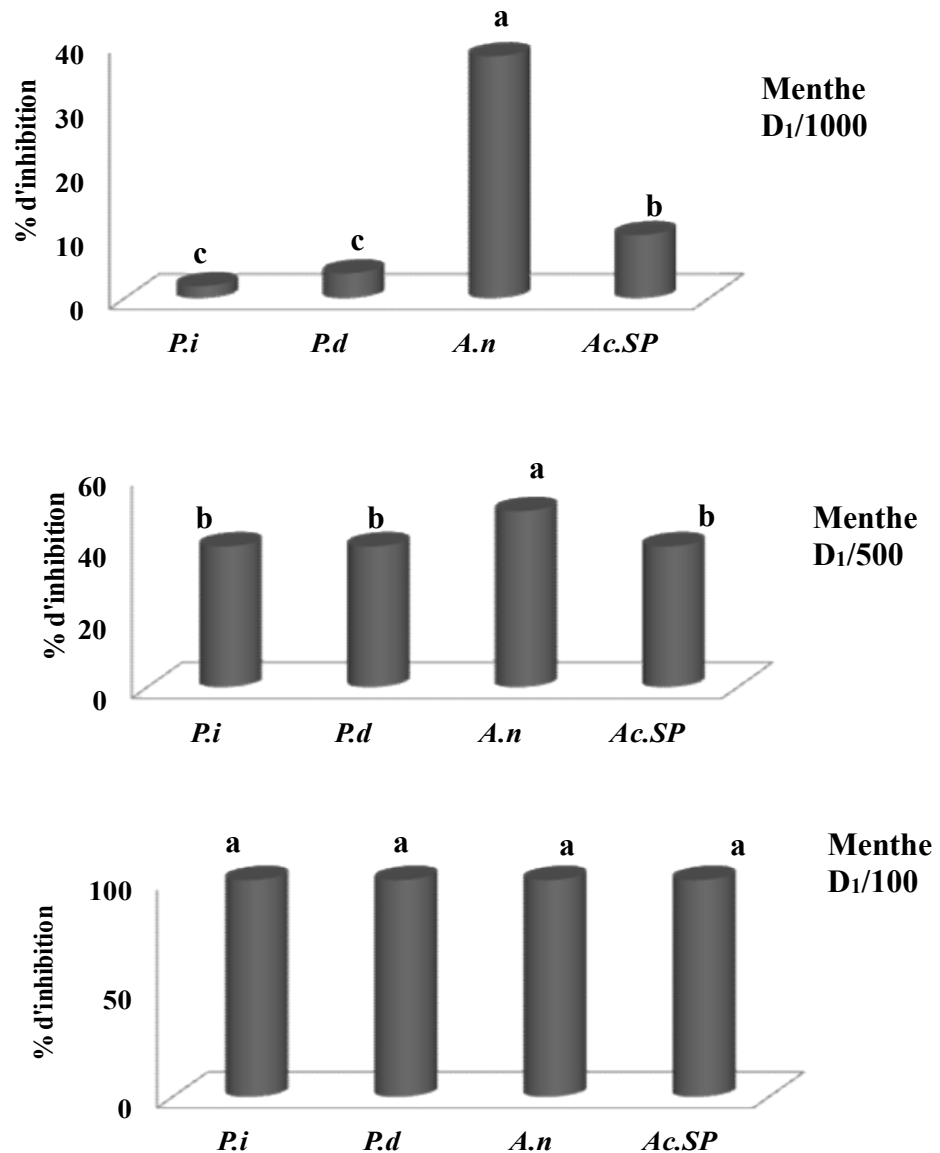 a
40
30
20
10
0
% d'inhibition
Menthe
D₁/1000
c
c
b
P.i
P.d
A.n
Ac.SP
60
40
20
0
% d'inhibition
a
b
b
b
Menthe
D₁/500
P.i
P.d
A.n
Ac.SP
100
50
0
% d'inhibition
a
a
a
a
Menthe
D₁/100
P.i
P.d
A.n
Ac.SP